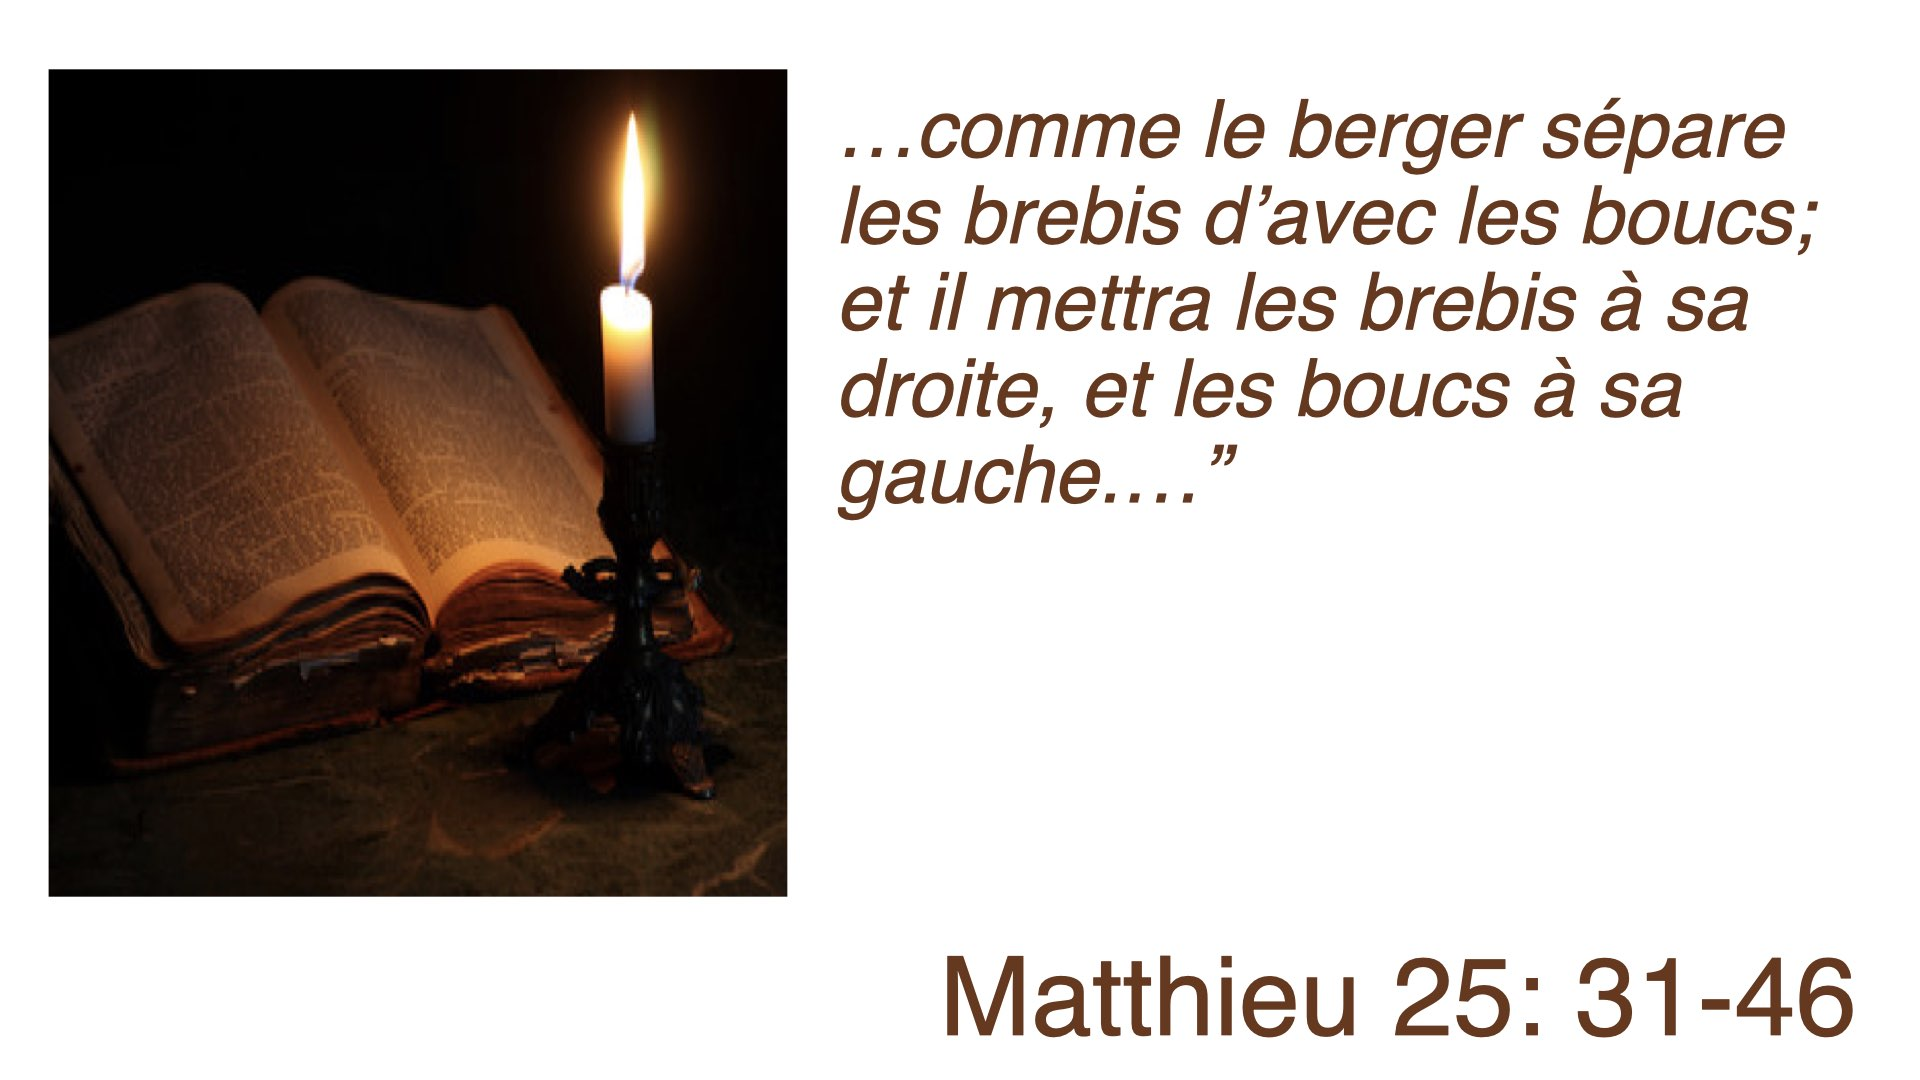 …comme le berger sépare
les brebis d’avec les boucs;
et il mettra les brebis à sa
droite, et les boucs à sa
gauche.…”
Matthieu 25: 31-46